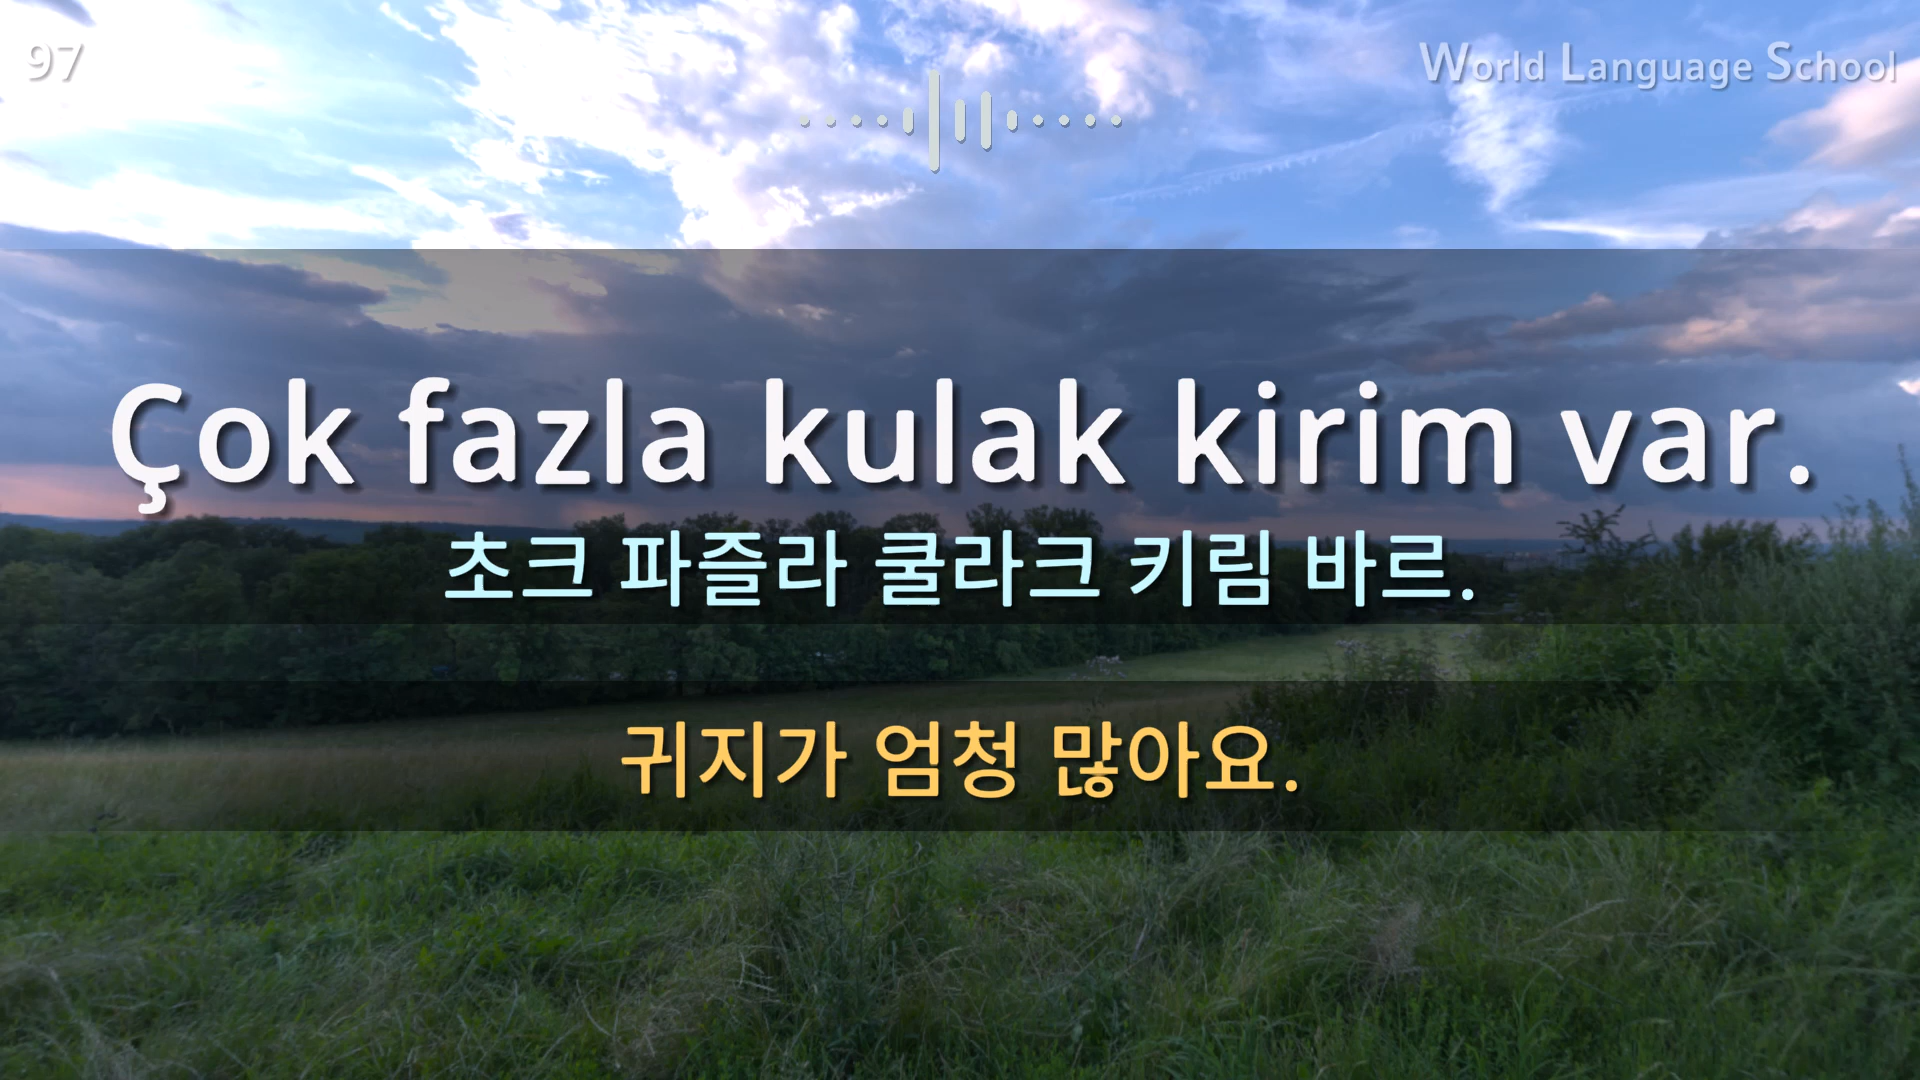 97
World Language School
Çok fazla kulak kirim var.
초크 파즐라 쿨라크 키림 바르.
귀지가 엄청 많아요.